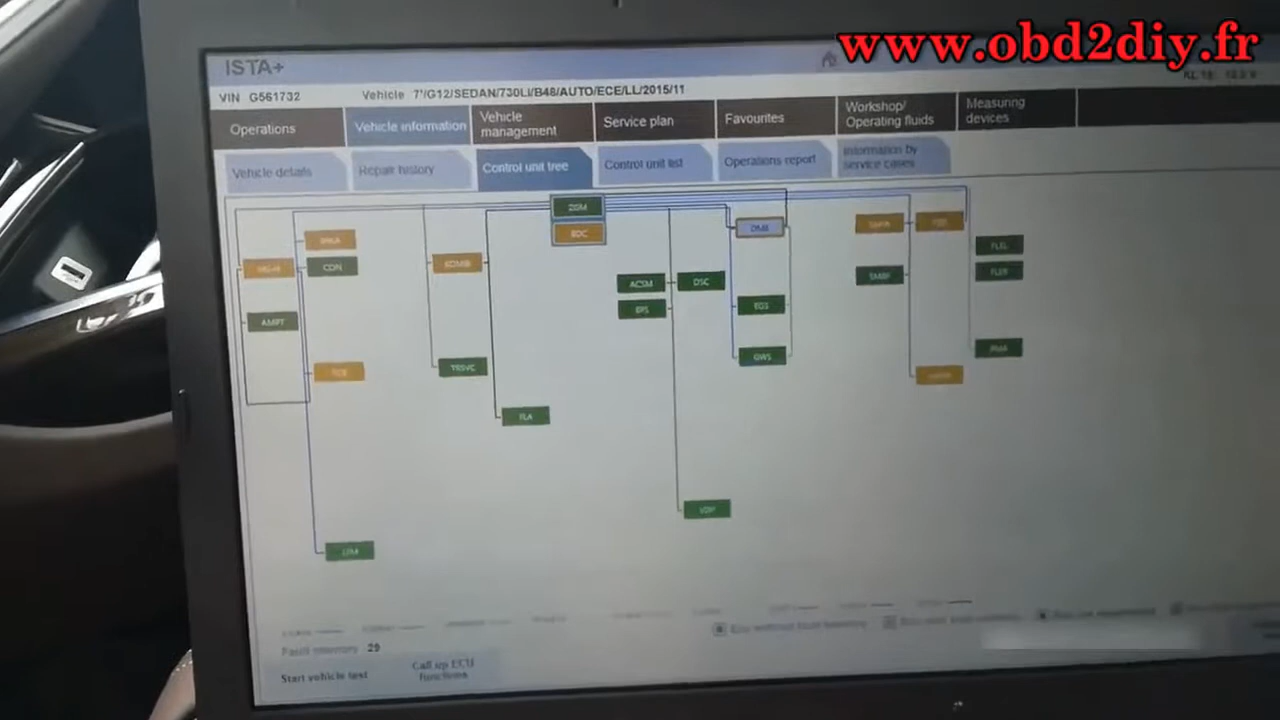 www.obd2diy.fr
ISTA+
VIN G561732 Vehicle 7'/G12/SEDAN/730LI/B48/AUTO/ECE/LL/2015/11
Operations
Vehicle information
Vehicle
management
Service plan
Favourites
Workshop/
Operating fluids
Measuring
devices
Vehicle details
Repair history
Control unit tree
Control unit list
Operations report
Information by
service cases
ZGM
BDC
CON
KOMBI
ACSM
DSC
EPS
EGS
SMBF
FLEL
FLER
AMPT
GWS
TRSVC
TCB
PMA
FLA
VDP
LHM
Fault memory 29
Start vehicle test
Call up ECU
functions